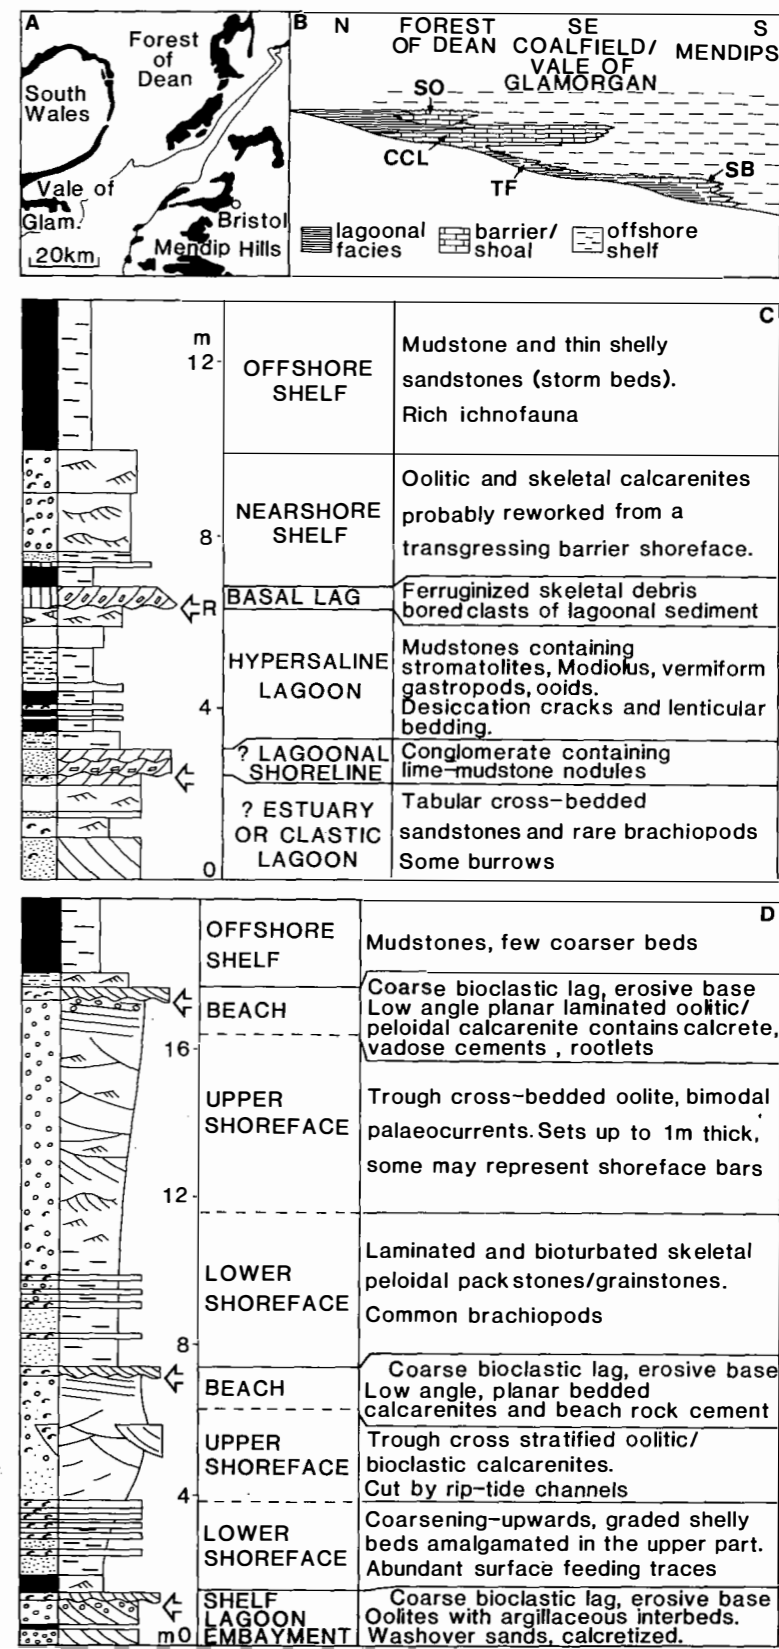 A
Forest
of
Dean
South
Wales
Vale of
Glam.
Bristol
Mendip Hills
20km
B
N
FOREST
OF DEAN
SE
COALFIELD/
VALE OF
GLAMORGAN
S
MENDIPS
SO
CCL
TF
SB
lagoonal
facies
barrier/
shoal
offshore
shelf
C
m
12
8
R
4
0
OFFSHORE
SHELF
Mudstone and thin shelly
sandstones (storm beds).
Rich ichnofauna
NEARSHORE
SHELF
Oolitic and skeletal calcarenites
probably reworked from a
transgressing barrier shoreface.
BASAL LAG
Ferruginized skeletal debris
bored clasts of lagoonal sediment
HYPERSALINE
LAGOON
Mudstones containing
stromatolites, Modiolus, vermiform
gastropods, ooids.
Desiccation cracks and lenticular
bedding.
? LAGOONAL
SHORELINE
Conglomerate containing
lime-mudstone nodules
? ESTUARY
OR CLASTIC
LAGOON
Tabular cross-bedded
sandstones and rare brachiopods
Some burrows
D
16
12
8
4
m0
OFFSHORE
SHELF
Mudstones, few coarser beds
BEACH
Coarse bioclastic lag, erosive base
Low angle planar laminated oolitic/
peloidal calcarenite contains calcrete,
vadose cements , rootlets
UPPER
SHOREFACE
Trough cross-bedded oolite, bimodal
palaeocurrents. Sets up to 1m thick,
some may represent shoreface bars
LOWER
SHOREFACE
Laminated and bioturbated skeletal
peloidal packstones/grainstones.
Common brachiopods
BEACH
Coarse bioclastic lag, erosive base
Low angle, planar bedded
calcarenites and beach rock cement
UPPER
SHOREFACE
Trough cross stratified oolitic/
bioclastic calcarenites.
Cut by rip-tide channels
LOWER
SHOREFACE
Coarsening-upwards, graded shelly
beds amalgamated in the upper part.
Abundant surface feeding traces
SHELF
LAGOON
EMBAYMENT
Coarse bioclastic lag, erosive base
Oolites with argillaceous interbeds.
Washover sands, calcretized.